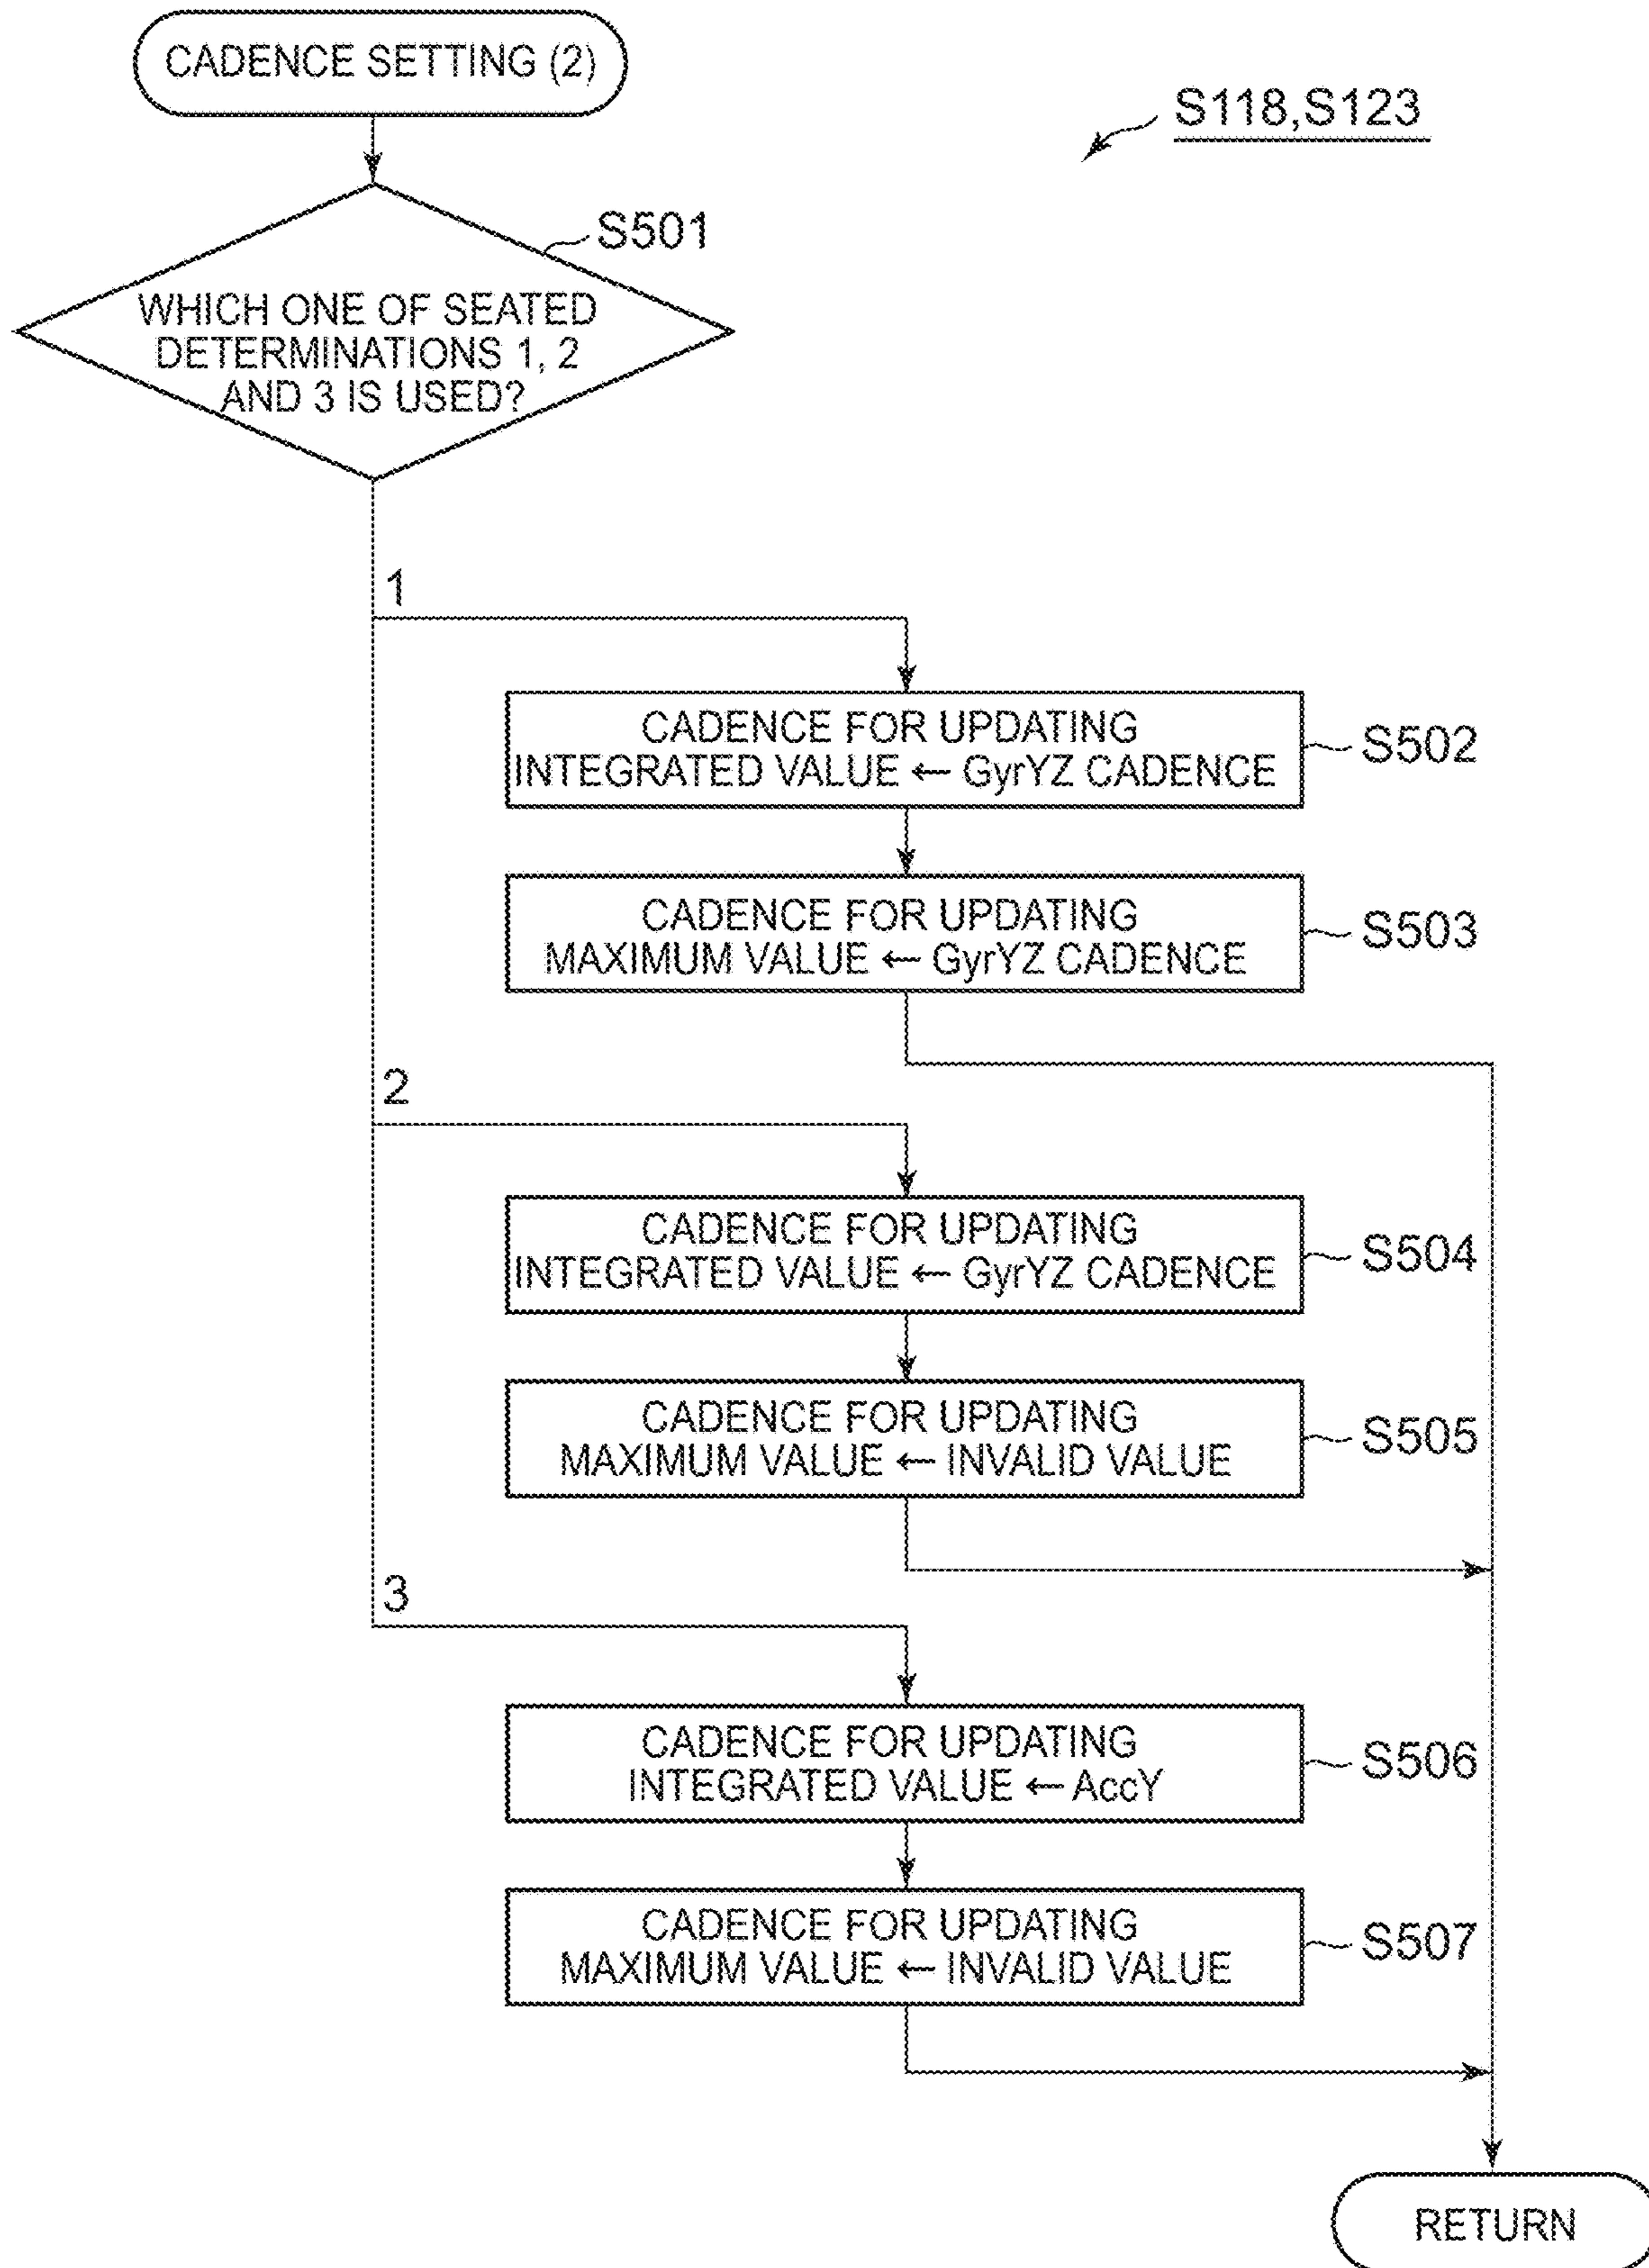 CADENCE SETTING (2)
S118,S123
S501
WHICH ONE OF SEATED
DETERMINATIONS 1, 2
AND 3 IS USED?
1
CADENCE FOR UPDATING
INTEGRATED VALUE ← GyrYZ CADENCE
S502
CADENCE FOR UPDATING
MAXIMUM VALUE ← GyrYZ CADENCE
S503
2
CADENCE FOR UPDATING
INTEGRATED VALUE ← GyrYZ CADENCE
S504
CADENCE FOR UPDATING
MAXIMUM VALUE ← INVALID VALUE
S505
3
CADENCE FOR UPDATING
INTEGRATED VALUE ← AccY
S506
CADENCE FOR UPDATING
MAXIMUM VALUE ← INVALID VALUE
S507
RETURN